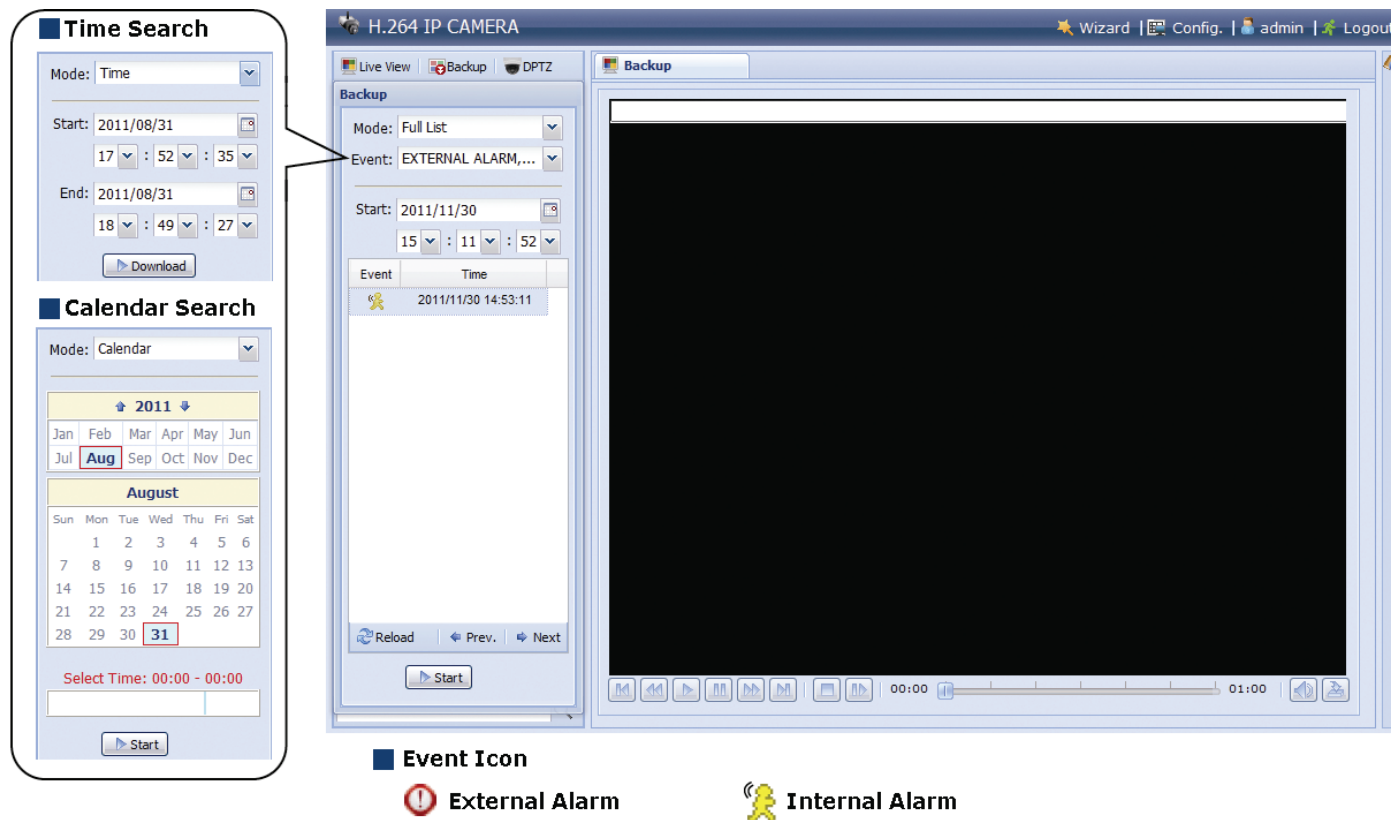 Time Search
Mode: Time
Start: 2011/08/31
17 : 52 : 35
End: 2011/08/31
18 : 49 : 27
Download
Calendar Search
Mode: Calendar
2011
Jan Feb Mar Apr May Jun
Jul Aug Sep Oct Nov Dec
August
Sun Mon Tue Wed Thu Fri Sat
1 2 3 4 5 6
7 8 9 10 11 12 13
14 15 16 17 18 19 20
21 22 23 24 25 26 27
28 29 30 31
Select Time: 00:00 - 00:00
Start
H.264 IP CAMERA
Wizard | Config. | admin | Logout
Live View Backup DPTZ
Backup
Mode: Full List
Event: EXTERNAL ALARM,...
Start: 2011/11/30
15 : 11 : 52
Event Time
2011/11/30 14:53:11
Reload Prev. Next
Start
Backup
00:00 01:00
Event Icon
External Alarm Internal Alarm